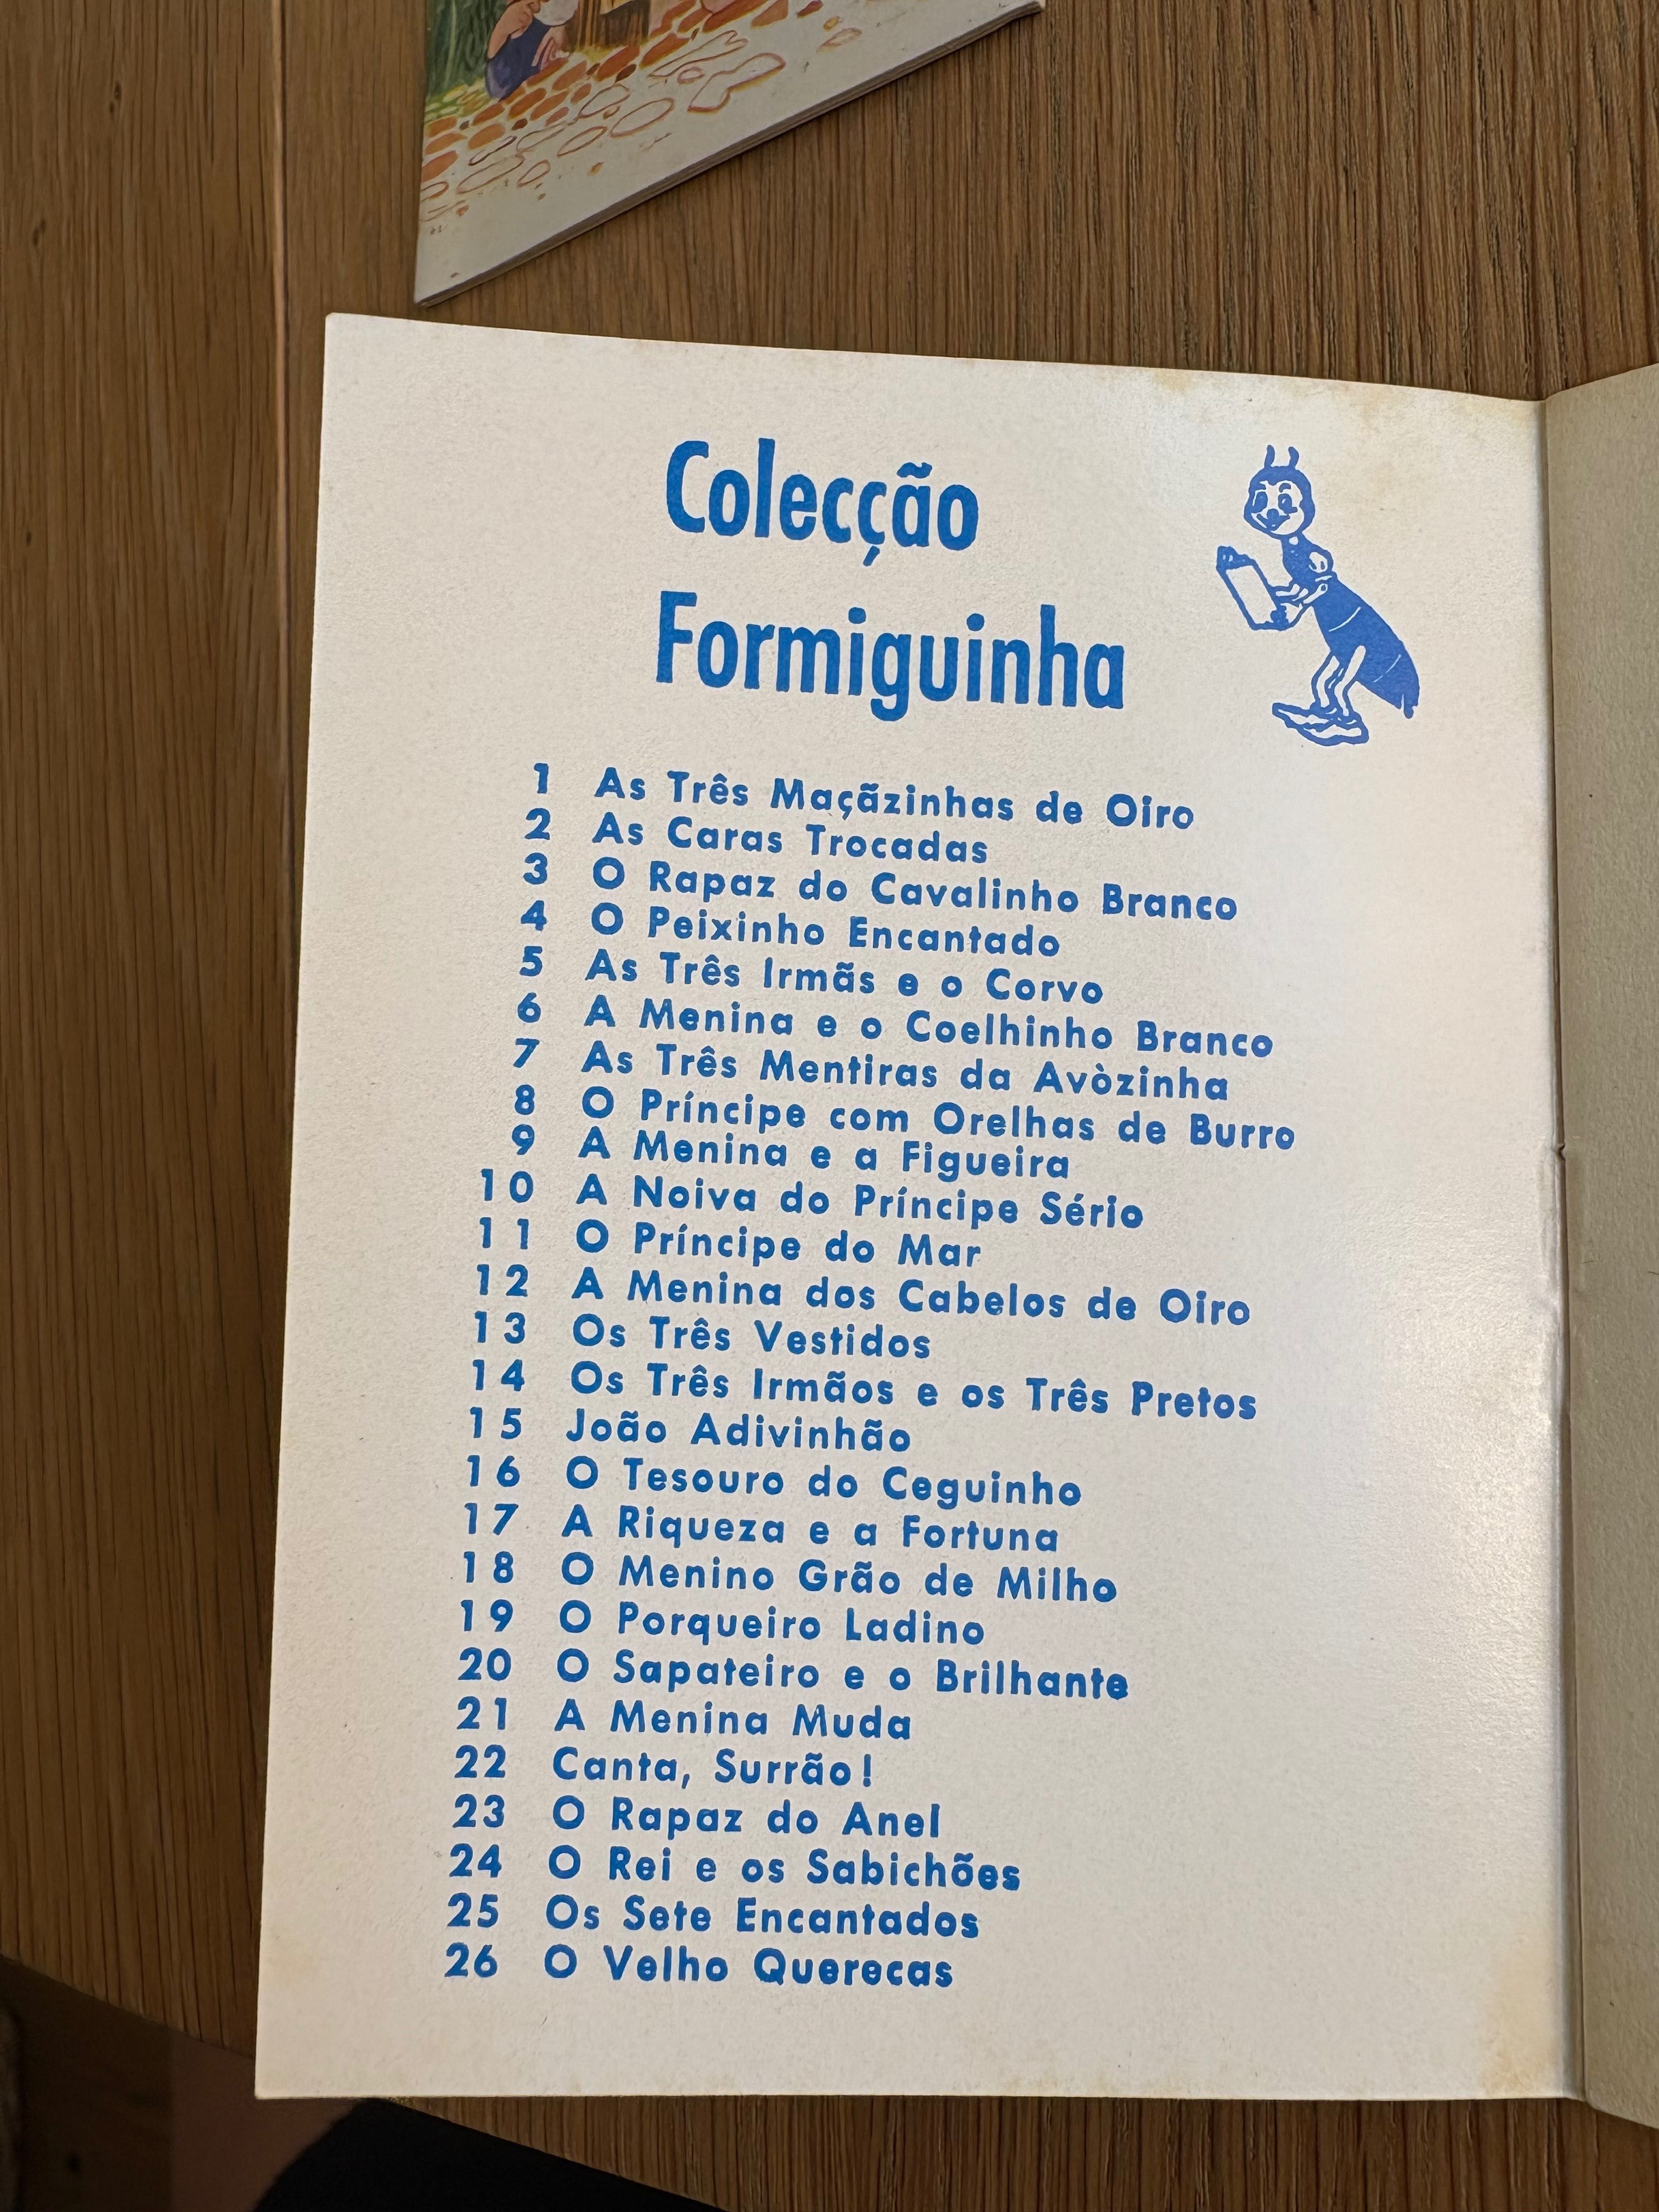 Colecção
Formiguinha
1 As Três Maçãzinhas de Oiro
2 As Caras Trocadas
3 O Rapaz do Cavalinho Branco
4 O Peixinho Encantado
5 As Três Irmãs e o Corvo
6 A Menina e o Coelhinho Branco
7 As Três Mentiras da Avòzinha
8 O Príncipe com Orelhas de Burro
9 A Menina e a Figueira
10 A Noiva do Príncipe Sério
11 O Príncipe do Mar
12 A Menina dos Cabelos de Oiro
13 Os Três Vestidos
14 Os Três Irmãos e os Três Pretos
15 João Adivinhão
16 O Tesouro do Ceguinho
17 A Riqueza e a Fortuna
18 O Menino Grão de Milho
19 O Porqueiro Ladino
20 O Sapateiro e o Brilhante
21 A Menina Muda
22 Canta, Surrão!
23 O Rapaz do Anel
24 O Rei e os Sabichões
25 Os Sete Encantados
26 O Velho Querecas